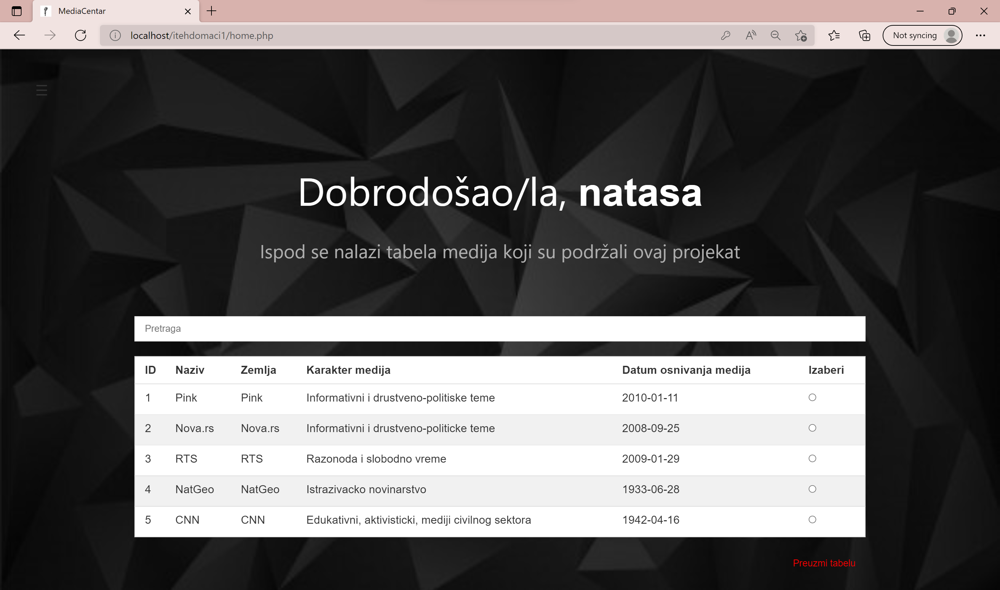 MediaCentar
localhost/itehdomaci1/home.php
Not syncing
Dobrodošao/la, natasa
Ispod se nalazi tabela medija koji su podržali ovaj projekat
Pretraga
ID Naziv Zemlja Karakter medija Datum osnivanja medija Izaberi
1 Pink Pink Informativni i drustveno-politiske teme 2010-01-11
2 Nova.rs Nova.rs Informativni i drustveno-politicke teme 2008-09-25
3 RTS RTS Razonoda i slobodno vreme 2009-01-29
4 NatGeo NatGeo Istrazivacko novinarstvo 1933-06-28
5 CNN CNN Edukativni, aktivisticki, mediji civilnog sektora 1942-04-16
Preuzmi tabelu